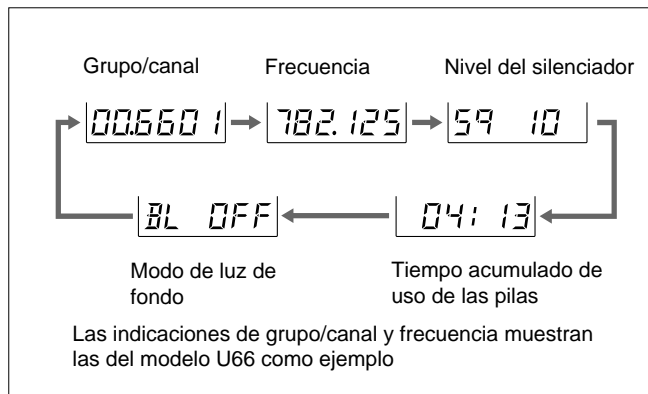 Grupo/canal Frecuencia Nivel del silenciador
00.6601 782.125 S9 10
BL OFF 04:13
Modo de luz de Tiempo acumulado de
fondo uso de las pilas
Las indicaciones de grupo/canal y frecuencia muestran
las del modelo U66 como ejemplo